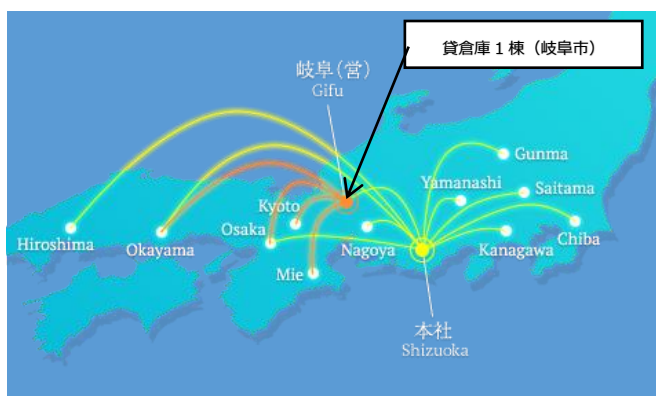 貸倉庫1棟（岐阜市）
岐阜（営）
Gifu
Gunma
Yamanashi
Saitama
Kyoto
Hiroshima
Okayama
Osaka
Nagoya
Kanagawa
Chiba
Mie
本社
Shizuoka